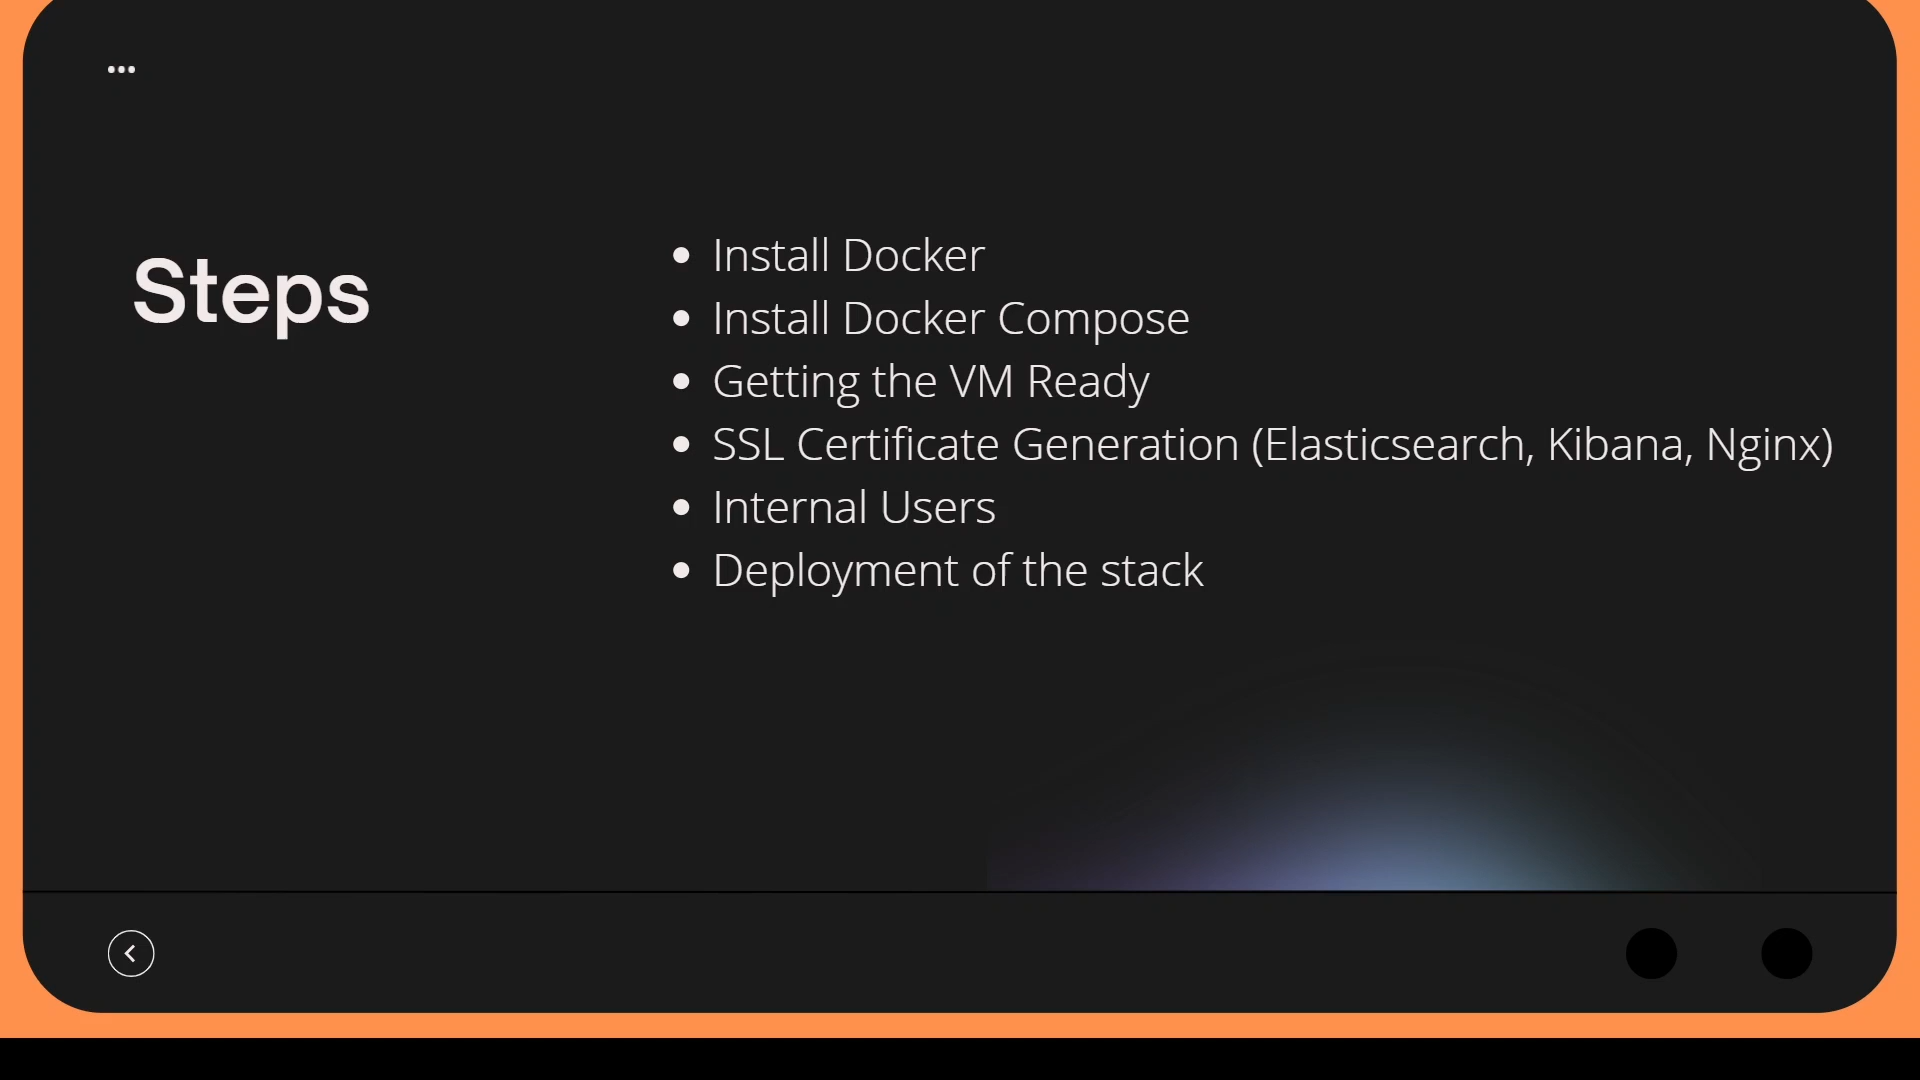 Steps
Install Docker
Install Docker Compose
Getting the VM Ready
SSL Certificate Generation (Elasticsearch, Kibana, Nginx)
Internal Users
Deployment of the stack